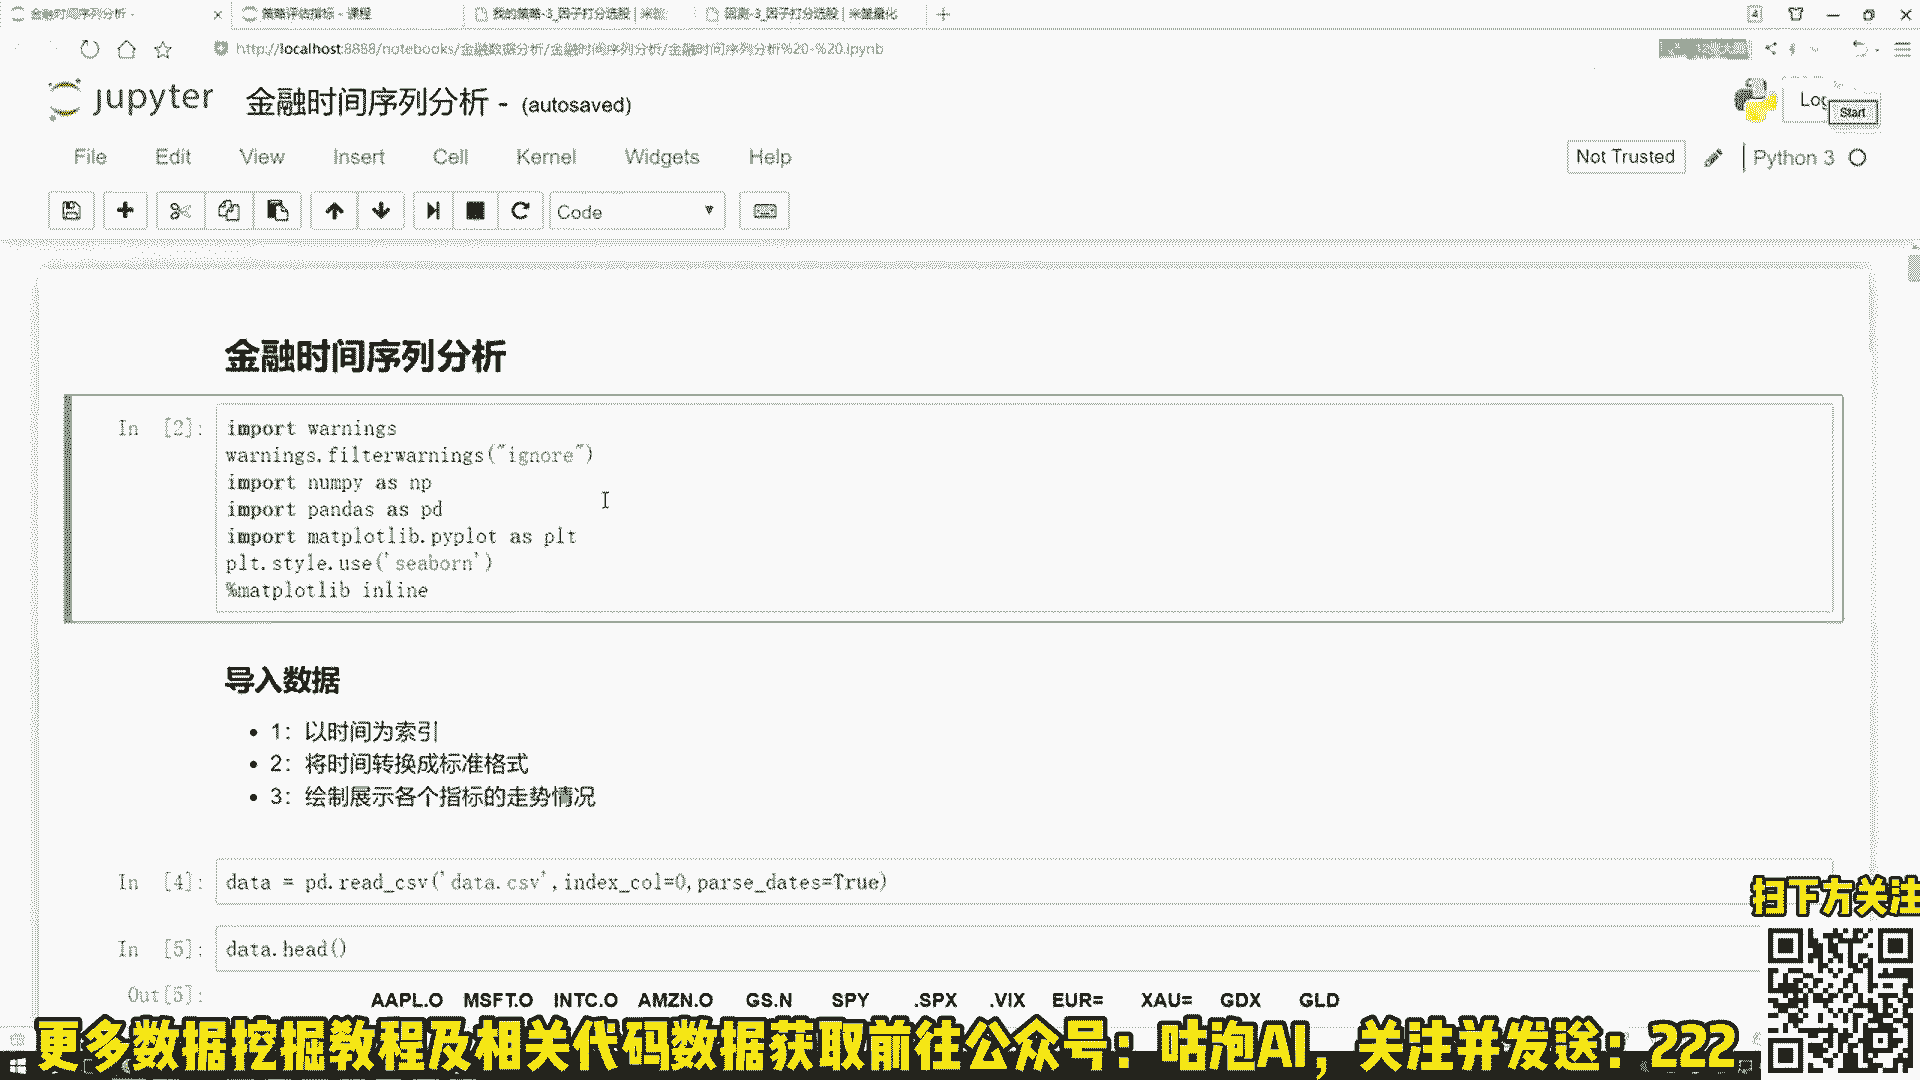 金融时间序列分析 -
策略评估指标 - 课程
我的策略-3_因子打分选股 | 米筐
回测-3_因子打分选股 | 米筐量化
4
http://localhost:8888/notebooks/金融数据分析/金融时间序列分析/金融时间序列分析%20-%20.ipynb
jupyter 金融时间序列分析 - (autosaved)
Start
File Edit View Insert Cell Kernel Widgets Help
Not Trusted
Python 3
Code
金融时间序列分析
In [2]:
import warnings
warnings.filterwarnings("ignore")
import numpy as np
import pandas as pd
import matplotlib.pyplot as plt
plt.style.use('seaborn')
%matplotlib inline
导入数据
1：以时间为索引
2：将时间转换成标准格式
3：绘制展示各个指标的走势情况
In [4]: data = pd.read_csv('data.csv',index_col=0,parse_dates=True)
In [5]: data.head()
Out[5]:
AAPL.O MSFT.O INTC.O AMZN.O GS.N SPY .SPX .VIX EUR= XAU= GDX GLD
扫下方关注
更多数据挖掘教程及相关代码数据获取前往公众号：咕泡AI，关注并发送：222